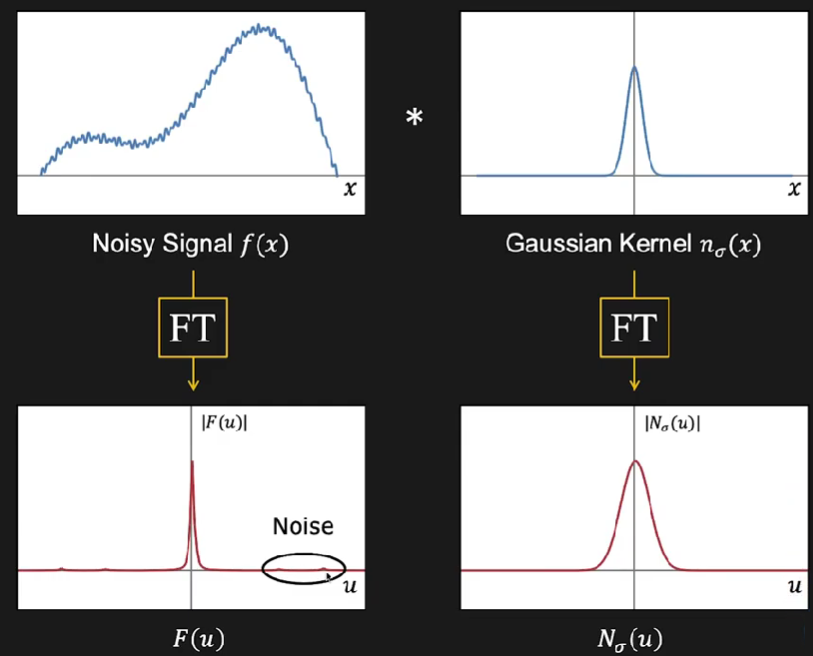 *
x
x
Noisy Signal f(x)
Gaussian Kernel nσ(x)
FT
FT
|F(u)|
|Nσ(u)|
Noise
u
u
F(u)
Nσ(u)